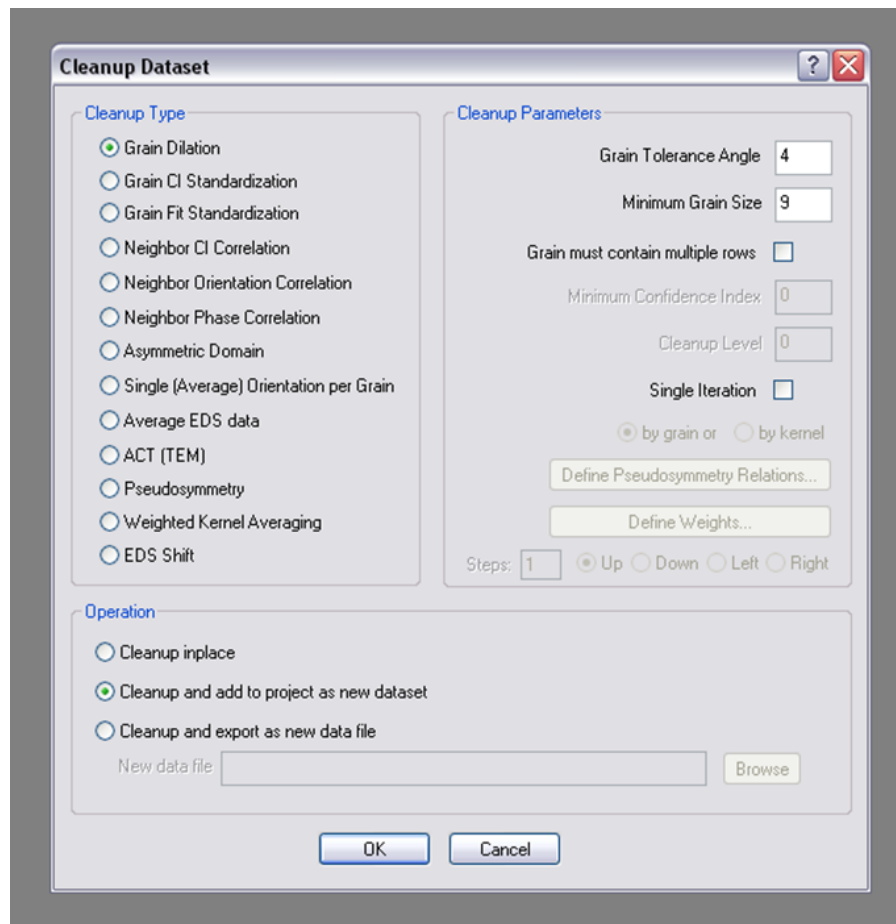 Cleanup Dataset
Cleanup Type
Grain Dilation
Grain CI Standardization
Grain Fit Standardization
Neighbor CI Correlation
Neighbor Orientation Correlation
Neighbor Phase Correlation
Asymmetric Domain
Single (Average) Orientation per Grain
Average EDS data
ACT (TEM)
Pseudosymmetry
Weighted Kernel Averaging
EDS Shift
Cleanup Parameters
Grain Tolerance Angle 4
Minimum Grain Size 9
Grain must contain multiple rows
Minimum Confidence Index 0
Cleanup Level 0
Single Iteration
by grain or by kernel
Define Pseudosymmetry Relations...
Define Weights...
Steps: 1 Up Down Left Right
Operation
Cleanup inplace
Cleanup and add to project as new dataset
Cleanup and export as new data file
New data file Browse
OK Cancel